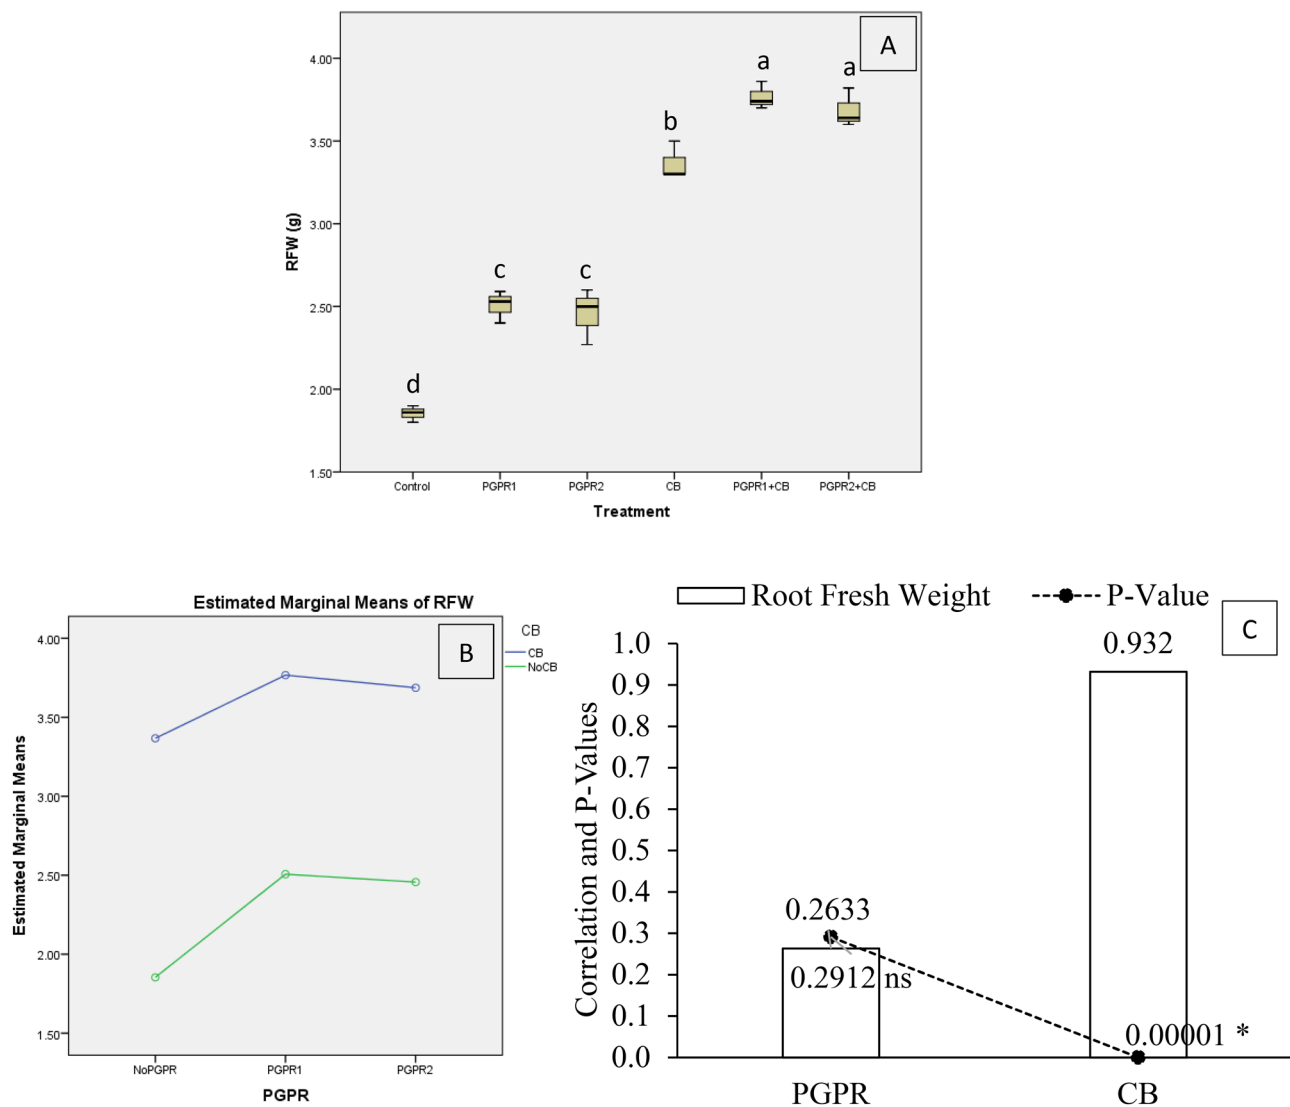 A
4.00
3.50
3.00
2.50
2.00
1.50
RFW (g)
d
c
c
b
a
a
Control PGPR1 PGPR2 CB PGPR1+CB PGPR2+CB
Treatment
Estimated Marginal Means of RFW
B
CB
CB
NoCB
4.00
3.50
3.00
2.50
2.00
1.50
Estimated Marginal Means
NoPGPR PGPR1 PGPR2
PGPR
Root Fresh Weight P-Value
C
1.0
0.9
0.8
0.7
0.6
0.5
0.4
0.3
0.2
0.1
0.0
Correlation and P-Values
0.932
0.2633
0.2912 ns
0.00001 *
PGPR CB